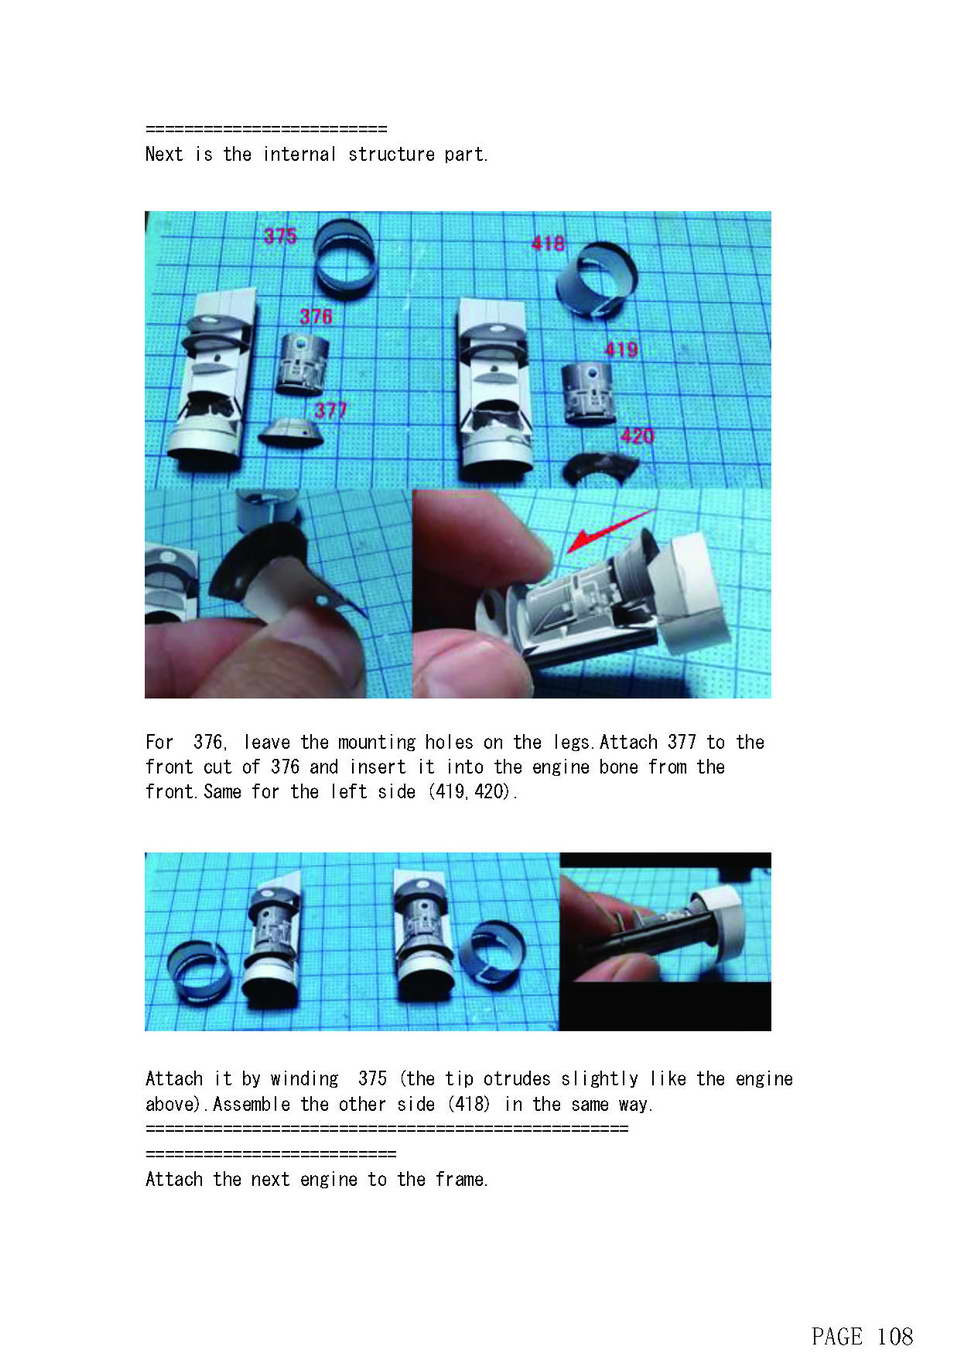 =========================
Next is the internal structure part.
375
418
376
419
377
420
For  376, leave the mounting holes on the legs.Attach 377 to the
front cut of 376 and insert it into the engine bone from the
front.Same for the left side (419,420).
Attach it by winding  375 (the tip otrudes slightly like the engine
above).Assemble the other side (418) in the same way.
==================================================
==========================
Attach the next engine to the frame.
PAGE 108